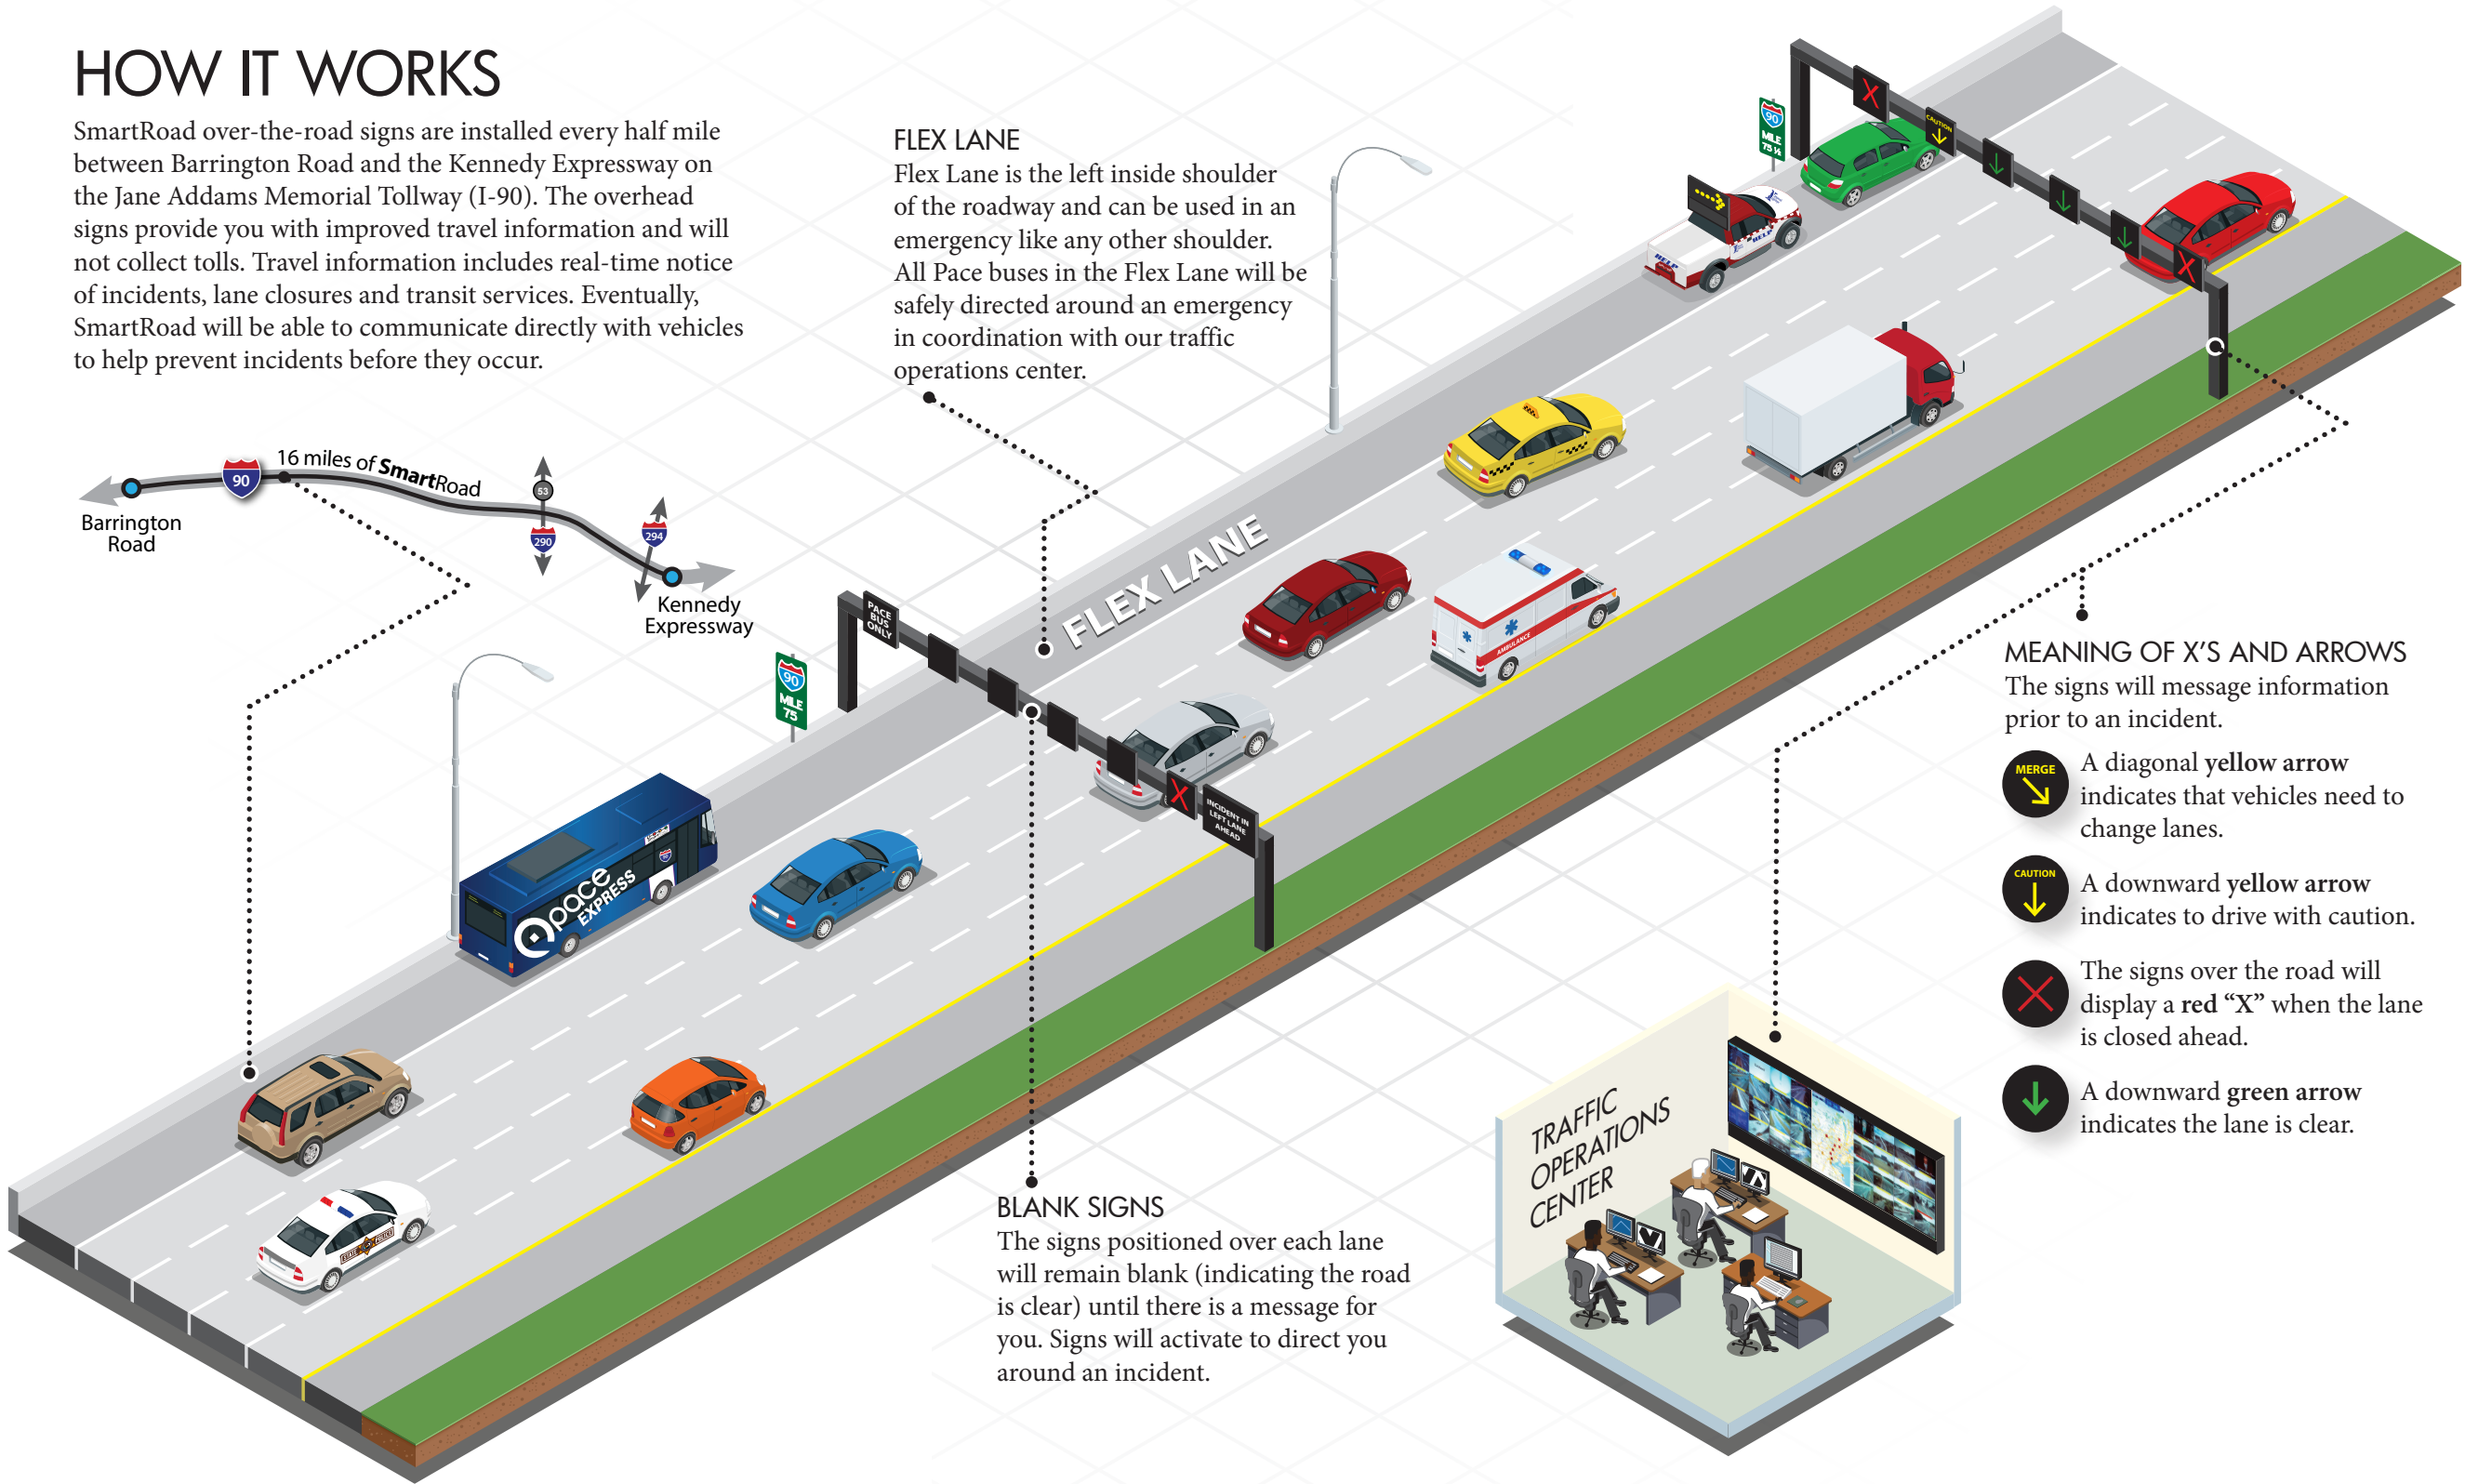 HOW IT WORKS
SmartRoad over-the-road signs are installed every half mile
between Barrington Road and the Kennedy Expressway on
the Jane Addams Memorial Tollway (I-90). The overhead
signs provide you with improved travel information and will
not collect tolls. Travel information includes real-time notice
of incidents, lane closures and transit services. Eventually,
SmartRoad will be able to communicate directly with vehicles
to help prevent incidents before they occur.
FLEX LANE
Flex Lane is the left inside shoulder
of the roadway and can be used in an
emergency like any other shoulder.
All Pace buses in the Flex Lane will be
safely directed around an emergency
in coordination with our traffic
operations center.
90
MILE
75 ½
CAUTION
HELP
HELP
90
16 miles of SmartRoad
53
290
294
Barrington
Road
Kennedy
Expressway
FLEX LANE
PACE
BUS
ONLY
90
MILE
75
INCIDENT IN
LEFT LANE
AHEAD
AMBULANCE
pace
EXPRESS
STATE POLICE
MEANING OF X'S AND ARROWS
The signs will message information
prior to an incident.
MERGE
A diagonal yellow arrow
indicates that vehicles need to
change lanes.
CAUTION
A downward yellow arrow
indicates to drive with caution.
The signs over the road will
display a red “X” when the lane
is closed ahead.
A downward green arrow
indicates the lane is clear.
BLANK SIGNS
The signs positioned over each lane
will remain blank (indicating the road
is clear) until there is a message for
you. Signs will activate to direct you
around an incident.
TRAFFIC
OPERATIONS
CENTER